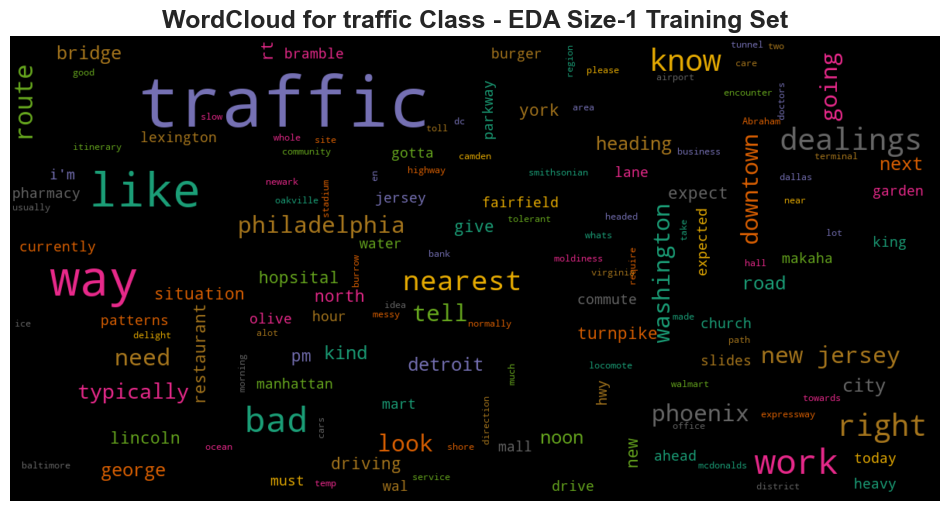 WordCloud for traffic Class - EDA Size-1 Training Set
traffic
like
way
bad
work
right
dealings
know
nearest
philadelphia
washington
downtown
going
route
bridge
good
rt
bramble
burger
region
please
tunnel
two
care
airport
encounter
doctors
slow
parkway
york
area
toll
dc
lexington
itinerary
whole
site
community
gotta
camden
highway
heading
business
Abraham
terminal
next
i'm
pharmacy
usually
newark
oakville
stadium
en
jersey
smithsonian
lane
expect
dallas
near
garden
fairfield
tolerant
headed
expected
take
lot
king
give
water
whats
currently
bank
moldiness
require
hall
makaha
burrow
virginia
situation
hopsital
north
idea
messy
tell
normally
commute
made
road
church
path
ice
patterns
delight
olive
hour
alot
turnpike
restaurant
need
pm
kind
detroit
much
locomote
slides
new jersey
morning
manhattan
typically
hwy
walmart
city
towards
mart
direction
phoenix
expressway
office
lincoln
cars
ocean
look
shore
mall
noon
new
ahead
mcdonalds
today
baltimore
george
driving
service
must
temp
wal
drive
district
heavy